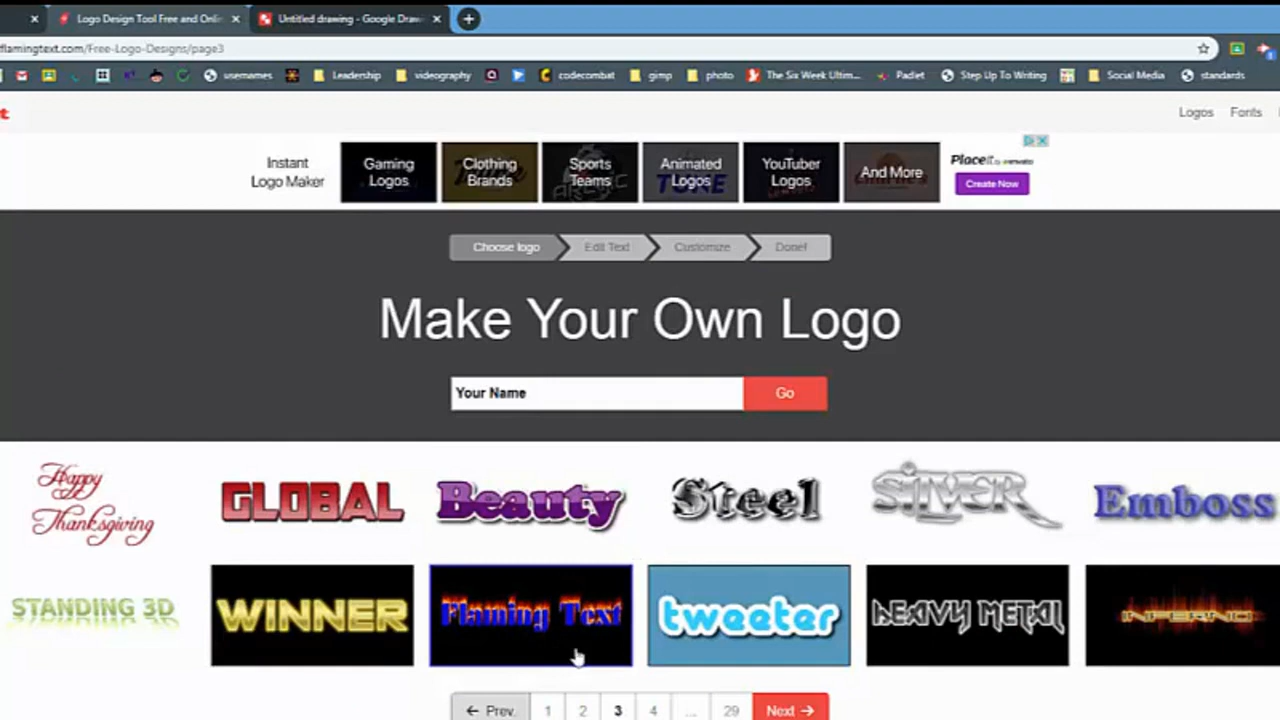 Logo Design Tool Free and Onlin
Untitled drawing - Google Draw
flamingtext.com/Free-Logo-Designs/page3
usernames
Leadership
videography
codecombat
gimp
photo
The Six Week Ultim...
Padlet
Step Up To Writing
Social Media
standards
t
Logos
Fonts
Instant
Logo Maker
Gaming
Logos
Clothing
Brands
Sports
Teams
Animated
Logos
YouTuber
Logos
And More
Placeit by envato
Create Now
Choose logo
Edit Text
Customize
Done!
Make Your Own Logo
Your Name
Go
Happy
Thanksgiving
GLOBAL
Beauty
Steel
SILVER
Emboss
STANDING 3D
WINNER
Flaming Text
tweeter
HEAVY METAL
INFERNO
← Prev.
1
2
3
4
...
29
Next →